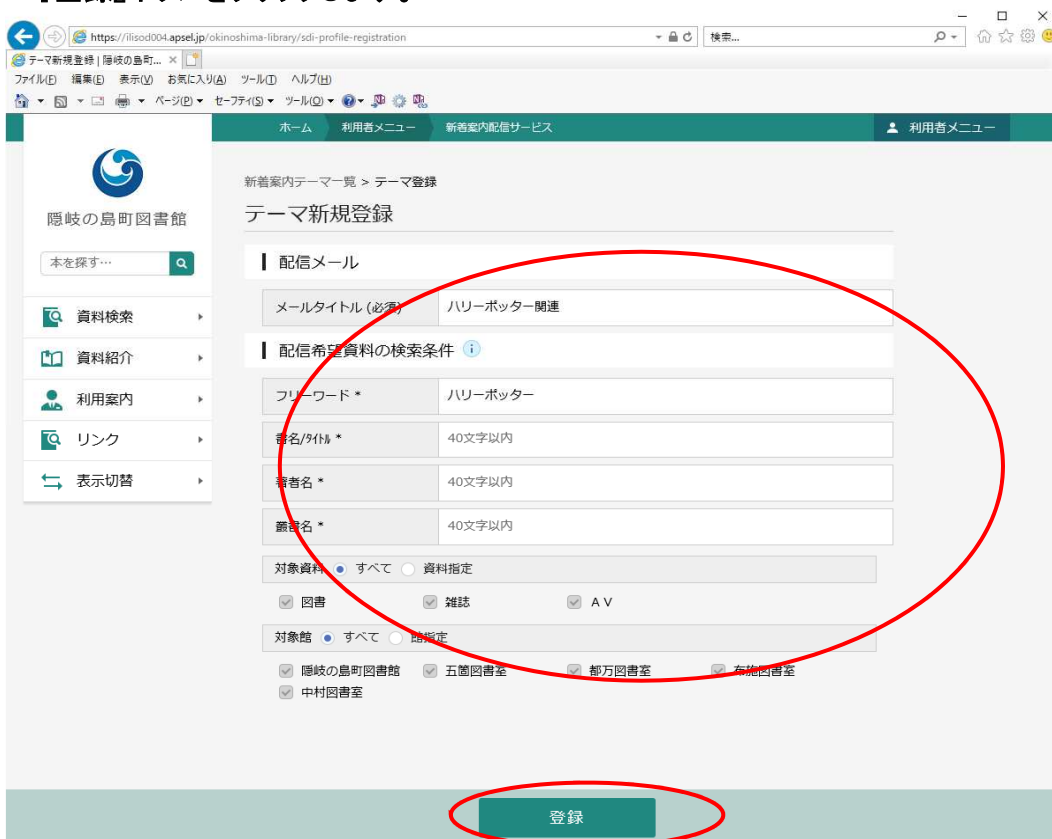 https://ilisod004.apsel.jp/okinoshima-library/sdi-profile-registration
検索...
テーマ新規登録 | 隠岐の島町...
ファイル(F) 編集(E) 表示(V) お気に入り(A) ツール(T) ヘルプ(H)
ページ(P) セーフティ(S) ツール(O)
ホーム 利用者メニュー 新着案内配信サービス 利用者メニュー
新着案内テーマ一覧 > テーマ登録
隠岐の島町図書館
テーマ新規登録
本を探す…
配信メール
資料検索
メールタイトル (必須) ハリーポッター関連
資料紹介
配信希望資料の検索条件
利用案内
フリーワード * ハリーポッター
リンク
書名/タイトル * 40文字以内
表示切替
著者名 * 40文字以内
叢書名 * 40文字以内
対象資料 すべて 資料指定
図書 雑誌 AV
対象館 すべて 館指定
隠岐の島町図書館 五箇図書室 都万図書室 布施図書室
中村図書室
登録